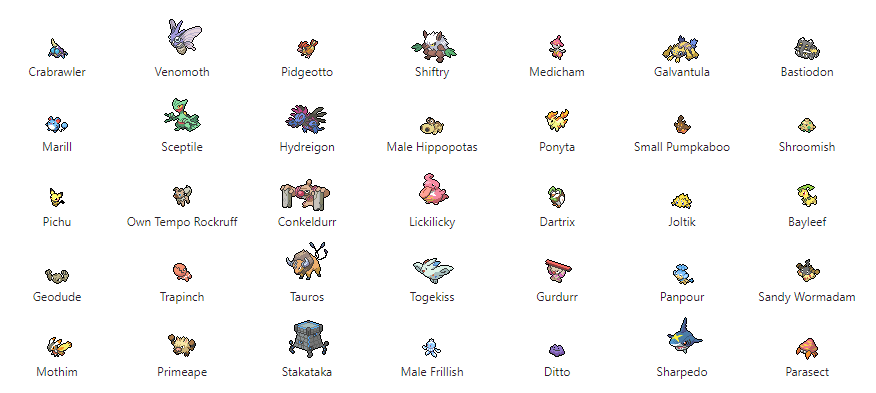 Crabrawler Venomoth Pidgeotto Shiftry Medicham Galvantula Bastiodon
Marill Sceptile Hydreigon Male Hippopotas Ponyta Small Pumpkaboo Shroomish
Pichu Own Tempo Rockruff Conkeldurr Lickilicky Dartrix Joltik Bayleef
Geodude Trapinch Tauros Togekiss Gurdurr Panpour Sandy Wormadam
Mothim Primeape Stakataka Male Frillish Ditto Sharpedo Parasect